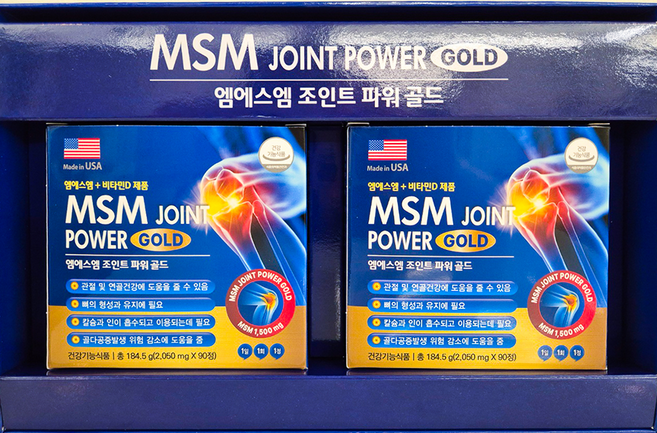 MSM JOINT POWER GOLD
엠에스엠 조인트 파워 골드
Made in USA
건강
기능식품
엠에스엠 + 비타민D 제품
MSM JOINT
POWER GOLD
엠에스엠 조인트 파워 골드
관절 및 연골건강에 도움을 줄 수 있음
뼈의 형성과 유지에 필요
칼슘과 인이 흡수되고 이용되는데 필요
골다공증발생 위험 감소에 도움을 줌
MSM JOINT POWER GOLD
MSM 1,500 mg
건강기능식품 | 총 184.5 g(2,050 mg X 90정)
1일 1회 1정
Made in USA
건강
기능식품
엠에스엠 + 비타민D 제품
MSM JOINT
POWER GOLD
엠에스엠 조인트 파워 골드
관절 및 연골건강에 도움을 줄 수 있음
뼈의 형성과 유지에 필요
칼슘과 인이 흡수되고 이용되는데 필요
골다공증발생 위험 감소에 도움을 줌
MSM JOINT POWER GOLD
MSM 1,500 mg
건강기능식품 | 총 184.5 g(2,050 mg X 90정)
1일 1회 1정